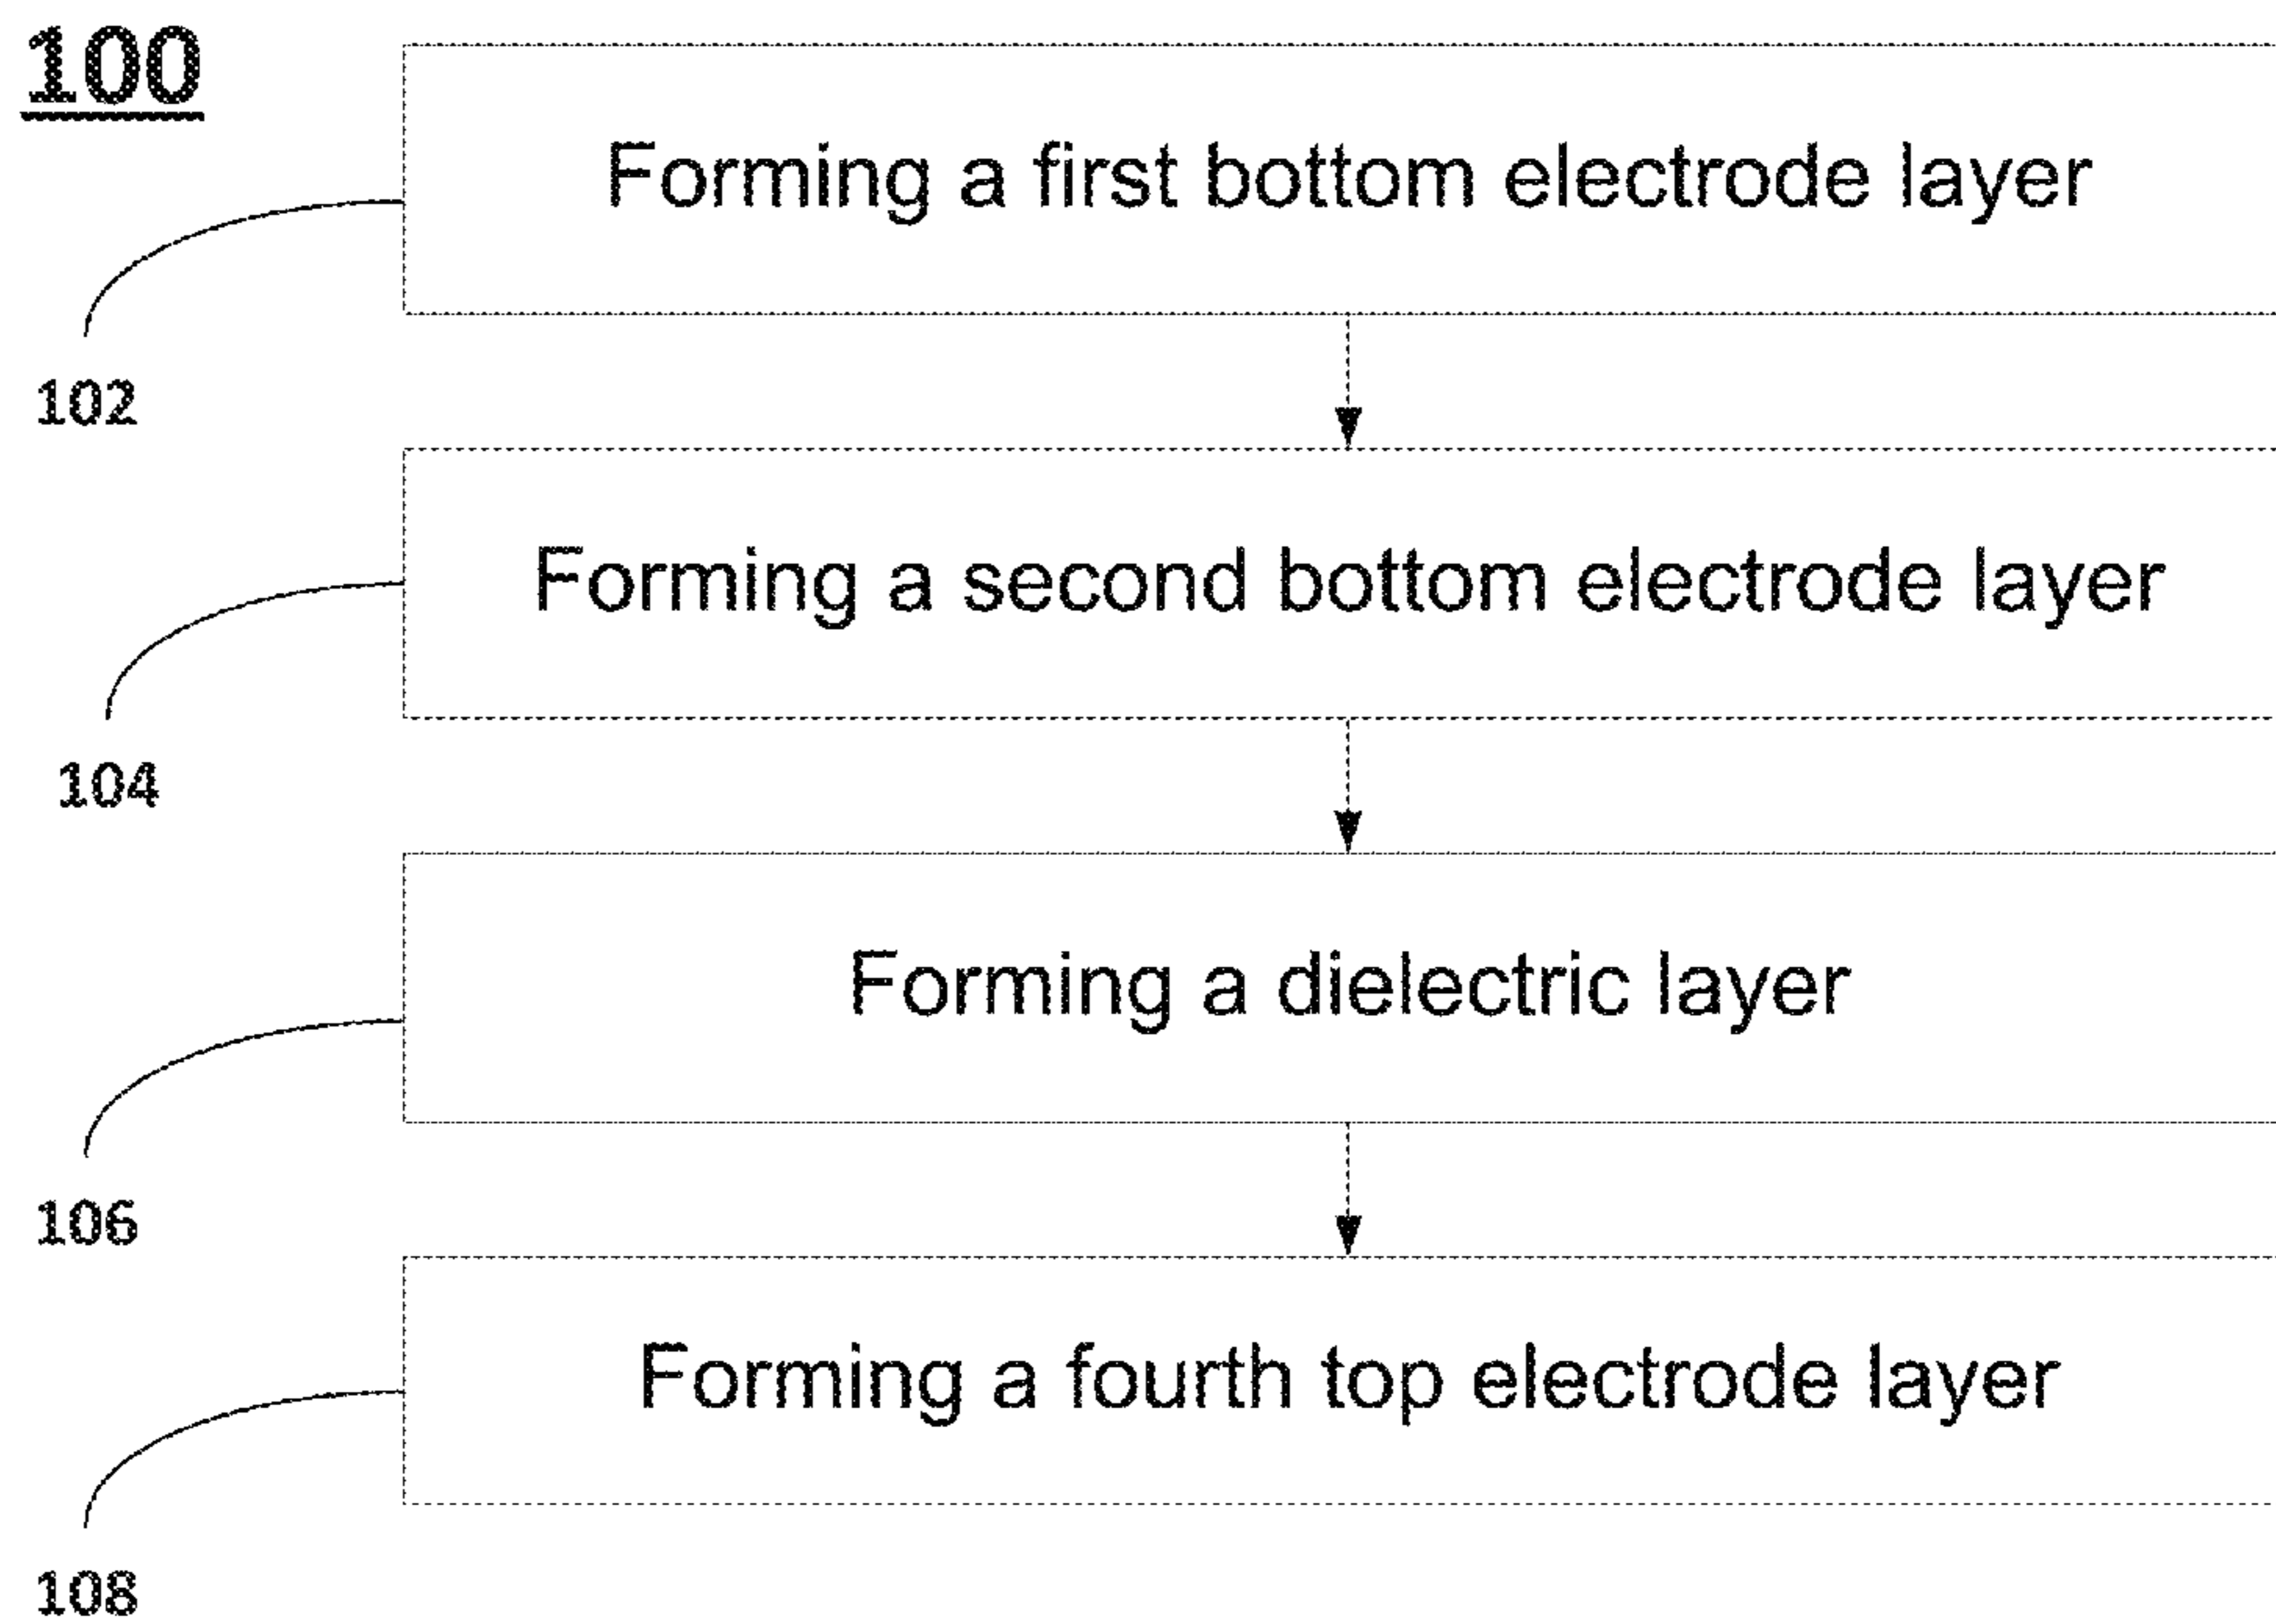 100
Forming a first bottom electrode layer
102
Forming a second bottom electrode layer
104
Forming a dielectric layer
106
Forming a fourth top electrode layer
108